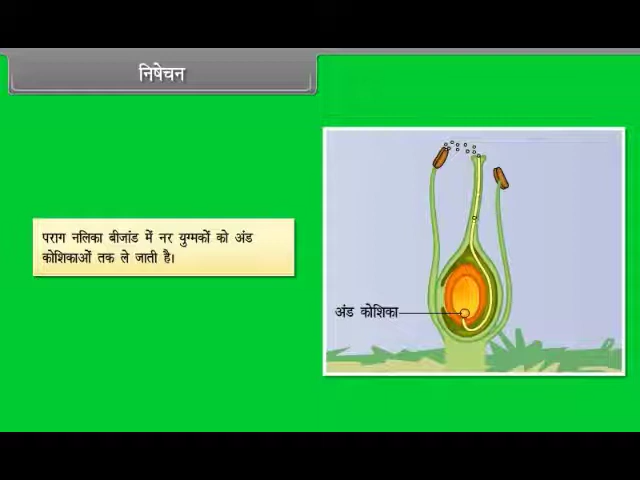 निषेचन
पराग नलिका बीजांड में नर युग्मकों को अंड
कोशिकाओं तक ले जाती है।
अंड कोशिका